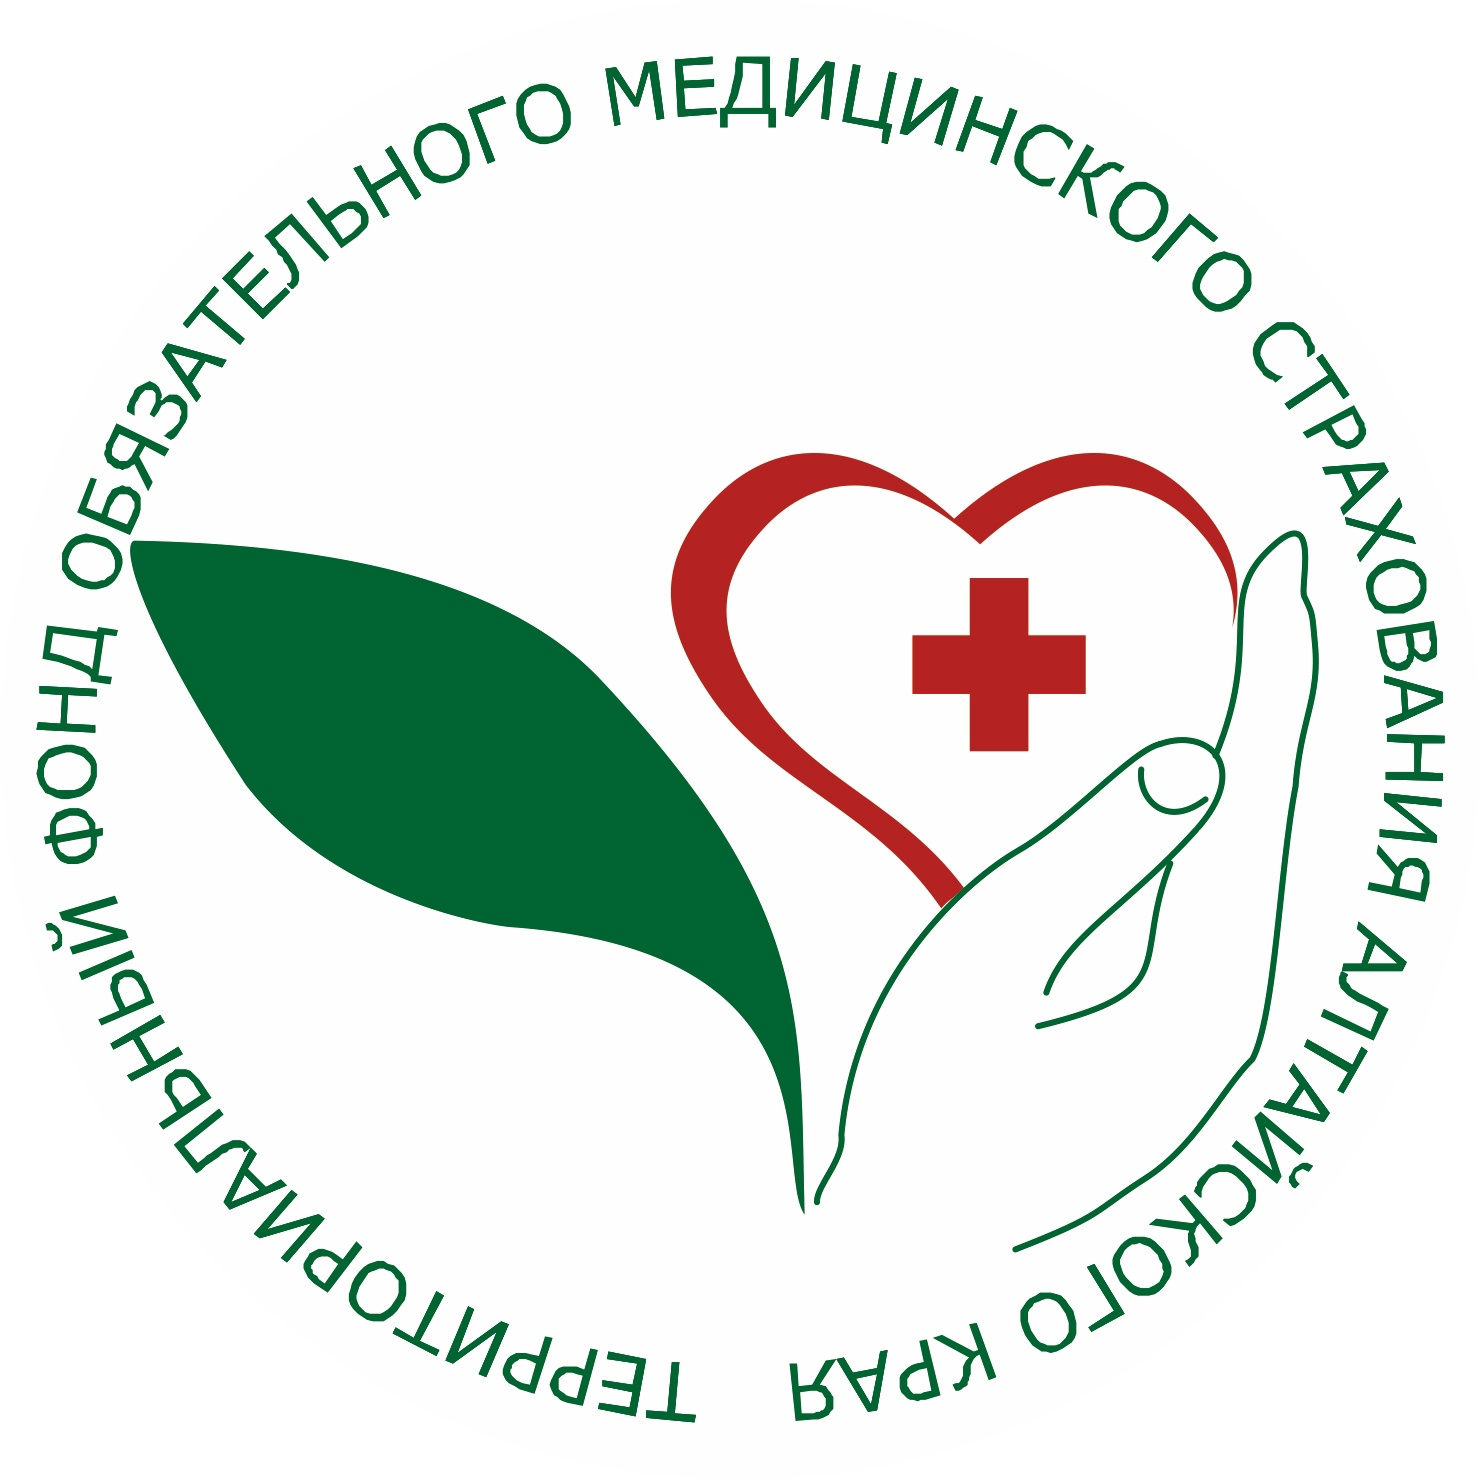 ТЕРРИТОРИАЛЬНЫЙ ФОНД ОБЯЗАТЕЛЬНОГО МЕДИЦИНСКОГО СТРАХОВАНИЯ АЛТАЙСКОГО КРАЯ